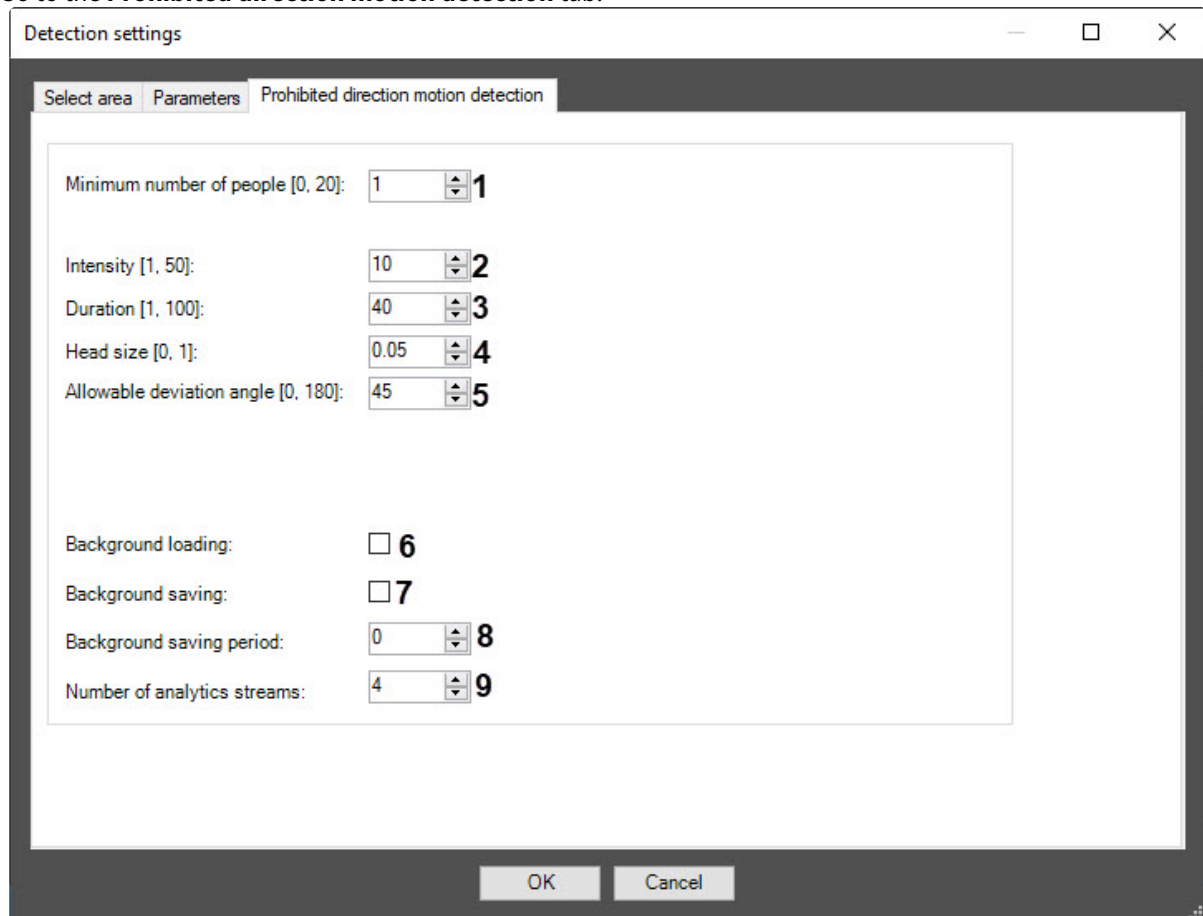 Go to the Prohibited direction motion detection tab.
Detection settings
Select area Parameters Prohibited direction motion detection
Minimum number of people [0, 20]: 1 1
Intensity [1, 50]: 10 2
Duration [1, 100]: 40 3
Head size [0, 1]: 0.05 4
Allowable deviation angle [0, 180]: 45 5
Background loading: 6
Background saving: 7
Background saving period: 0 8
Number of analytics streams: 4 9
OK Cancel